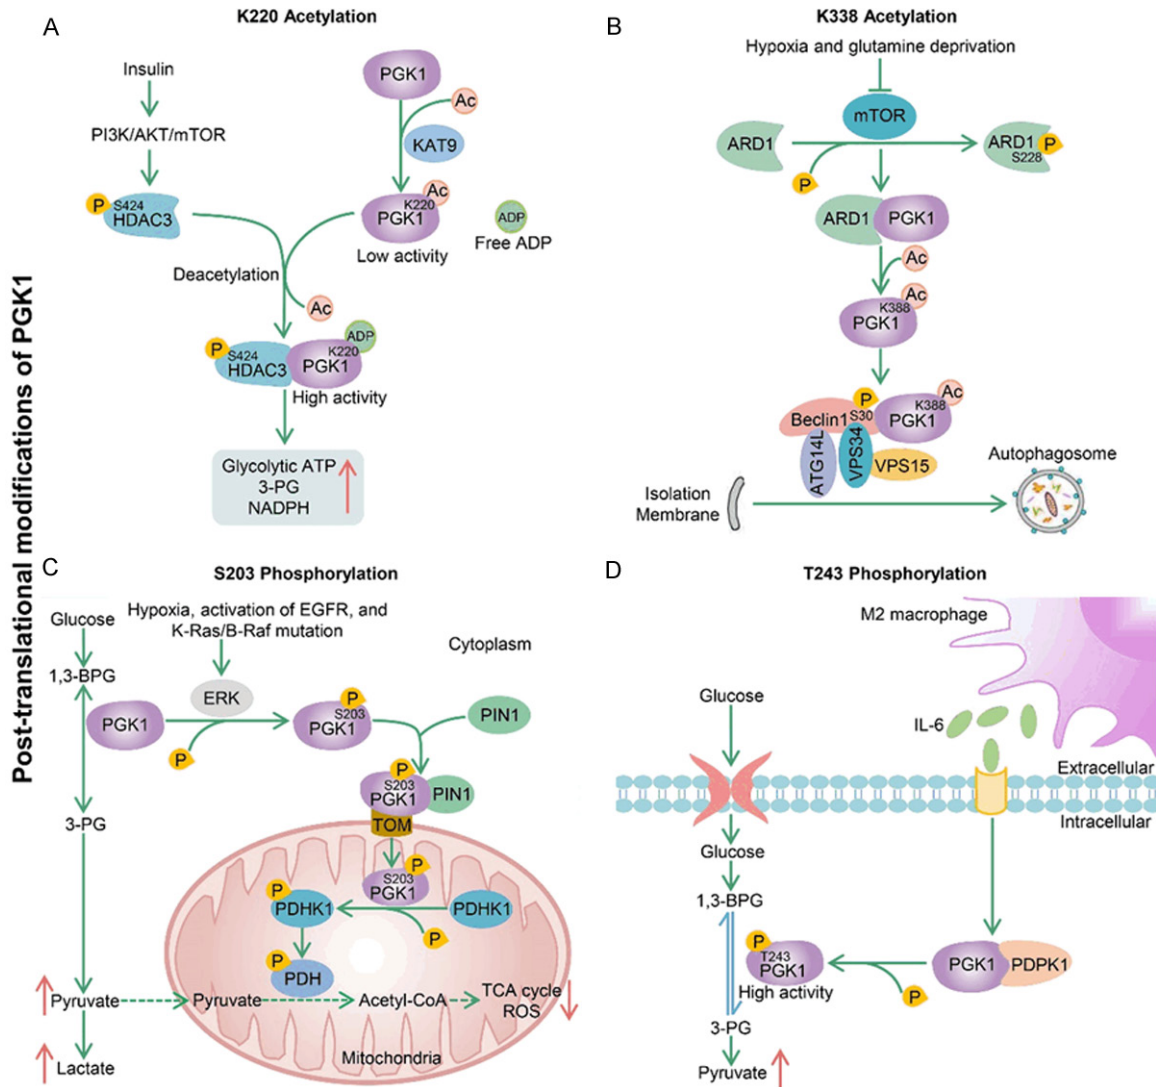 Post-translational modifications of PGK1
A
K220 Acetylation
Insulin
PI3K/AKT/mTOR
P
S424
HDAC3
PGK1
Ac
KAT9
Ac
K220
PGK1
Low activity
ADP
Free ADP
Deacetylation
Ac
P
S424
HDAC3
ADP
K220
PGK1
High activity
Glycolytic ATP
3-PG
NADPH
B
K338 Acetylation
Hypoxia and glutamine deprivation
mTOR
ARD1
P
ARD1
S228
P
ARD1
PGK1
Ac
Ac
K388
PGK1
P
Ac
Beclin1
S30
K388
PGK1
ATG14L
VPS34
VPS15
Isolation
Membrane
Autophagosome
C
S203 Phosphorylation
Glucose
1,3-BPG
Hypoxia, activation of EGFR, and
K-Ras/B-Raf mutation
Cytoplasm
ERK
PGK1
P
P
S203
PGK1
PIN1
P
S203
PGK1
PIN1
TOM
3-PG
P
S203
PGK1
P
PDHK1
PDHK1
P
P
PDH
Pyruvate
Pyruvate
Acetyl-CoA
TCA cycle
ROS
Lactate
Mitochondria
D
T243 Phosphorylation
M2 macrophage
Glucose
IL-6
Extracellular
Intracellular
Glucose
1,3-BPG
P
T243
PGK1
High activity
P
PGK1
PDPK1
3-PG
Pyruvate